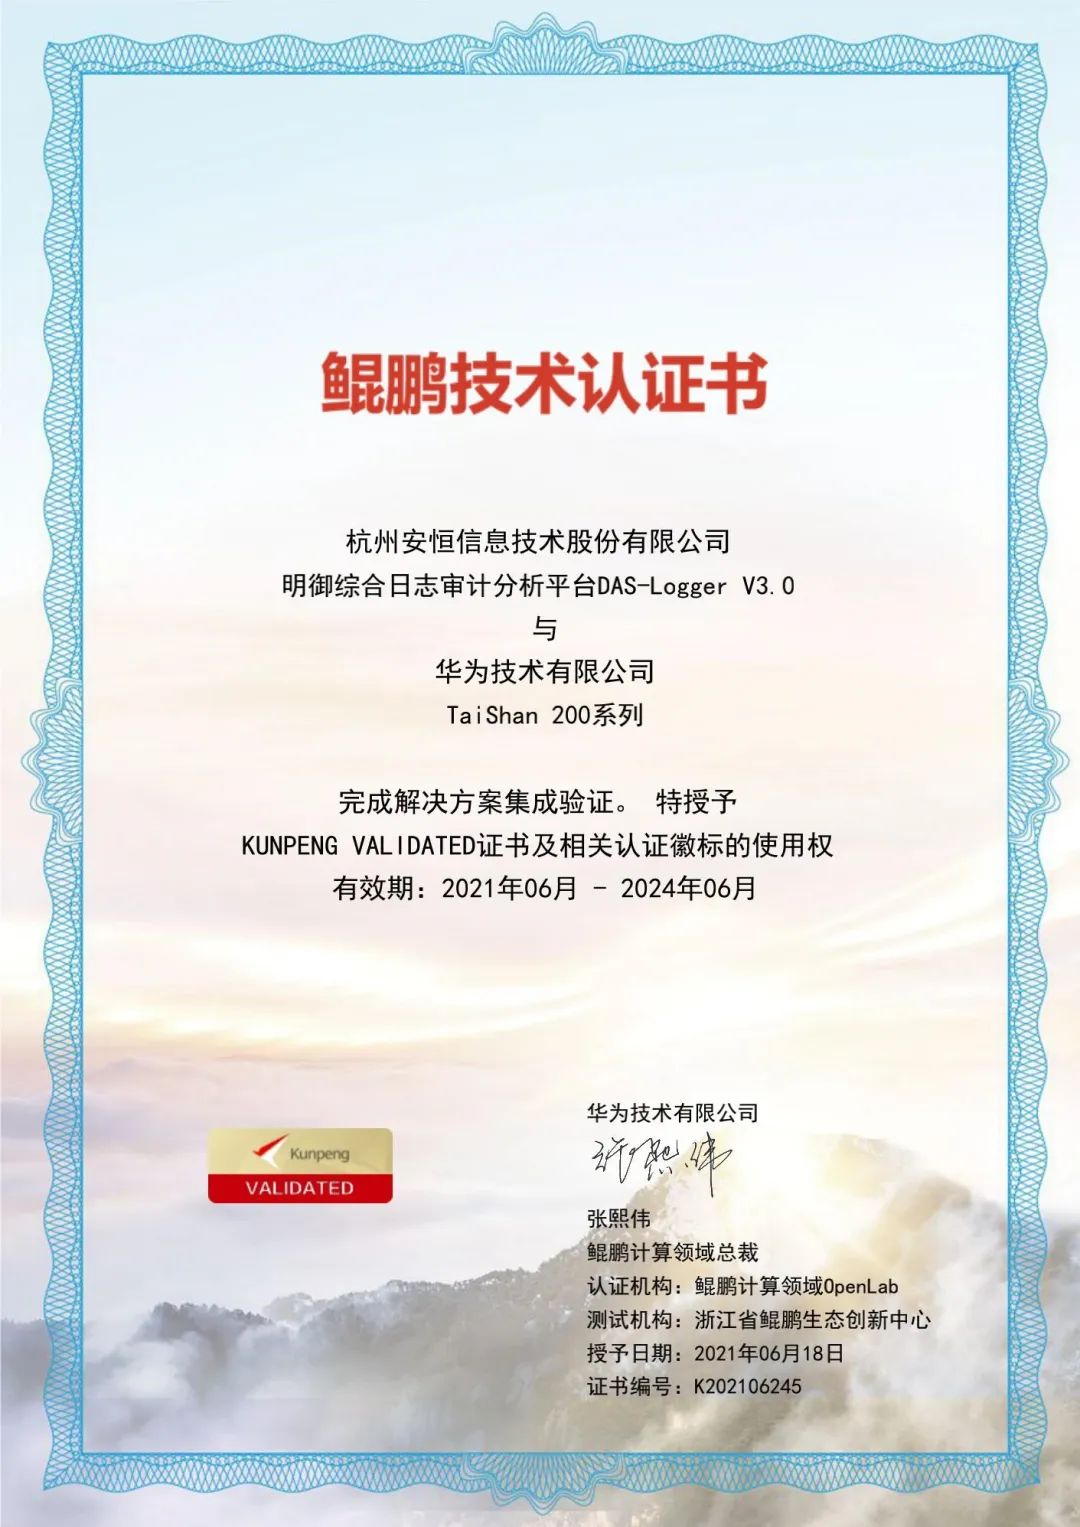 鲲鹏技术认证书
杭州安恒信息技术股份有限公司
明御综合日志审计分析平台DAS-Logger V3.0
与
华为技术有限公司
TaiShan 200系列
完成解决方案集成验证。 特授予
KUNPENG VALIDATED证书及相关认证徽标的使用权
有效期：2021年06月 - 2024年06月
Kunpeng
VALIDATED
华为技术有限公司
张熙伟
张熙伟
鲲鹏计算领域总裁
认证机构：鲲鹏计算领域OpenLab
测试机构：浙江省鲲鹏生态创新中心
授予日期：2021年06月18日
证书编号：K202106245